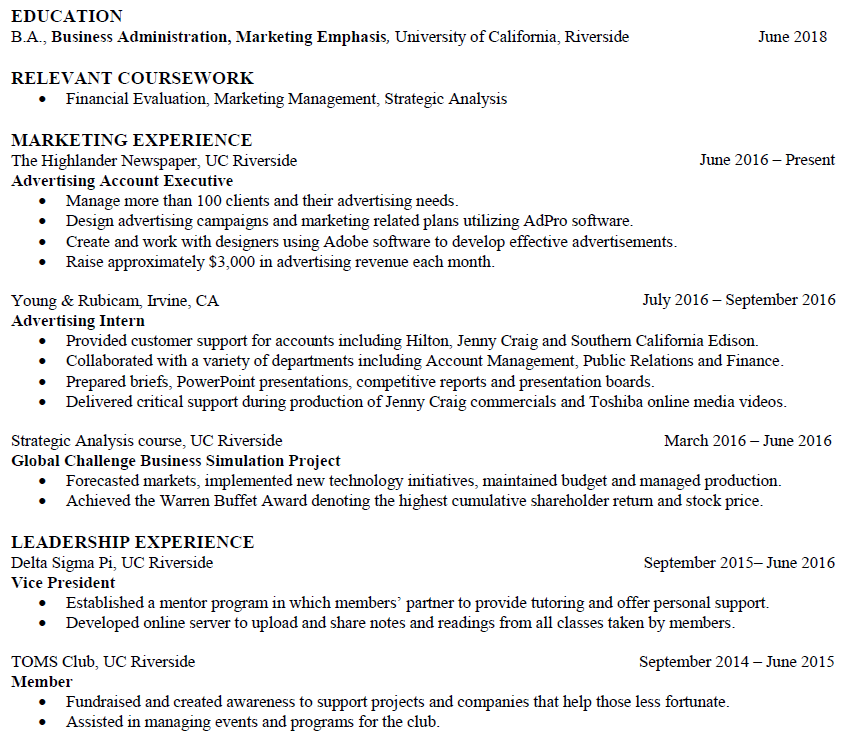 EDUCATION
B.A., Business Administration, Marketing Emphasis, University of California, Riverside June 2018
RELEVANT COURSEWORK
• Financial Evaluation, Marketing Management, Strategic Analysis
MARKETING EXPERIENCE
The Highlander Newspaper, UC Riverside June 2016 – Present
Advertising Account Executive
• Manage more than 100 clients and their advertising needs.
• Design advertising campaigns and marketing related plans utilizing AdPro software.
• Create and work with designers using Adobe software to develop effective advertisements.
• Raise approximately $3,000 in advertising revenue each month.
Young & Rubicam, Irvine, CA July 2016 – September 2016
Advertising Intern
• Provided customer support for accounts including Hilton, Jenny Craig and Southern California Edison.
• Collaborated with a variety of departments including Account Management, Public Relations and Finance.
• Prepared briefs, PowerPoint presentations, competitive reports and presentation boards.
• Delivered critical support during production of Jenny Craig commercials and Toshiba online media videos.
Strategic Analysis course, UC Riverside March 2016 – June 2016
Global Challenge Business Simulation Project
• Forecasted markets, implemented new technology initiatives, maintained budget and managed production.
• Achieved the Warren Buffet Award denoting the highest cumulative shareholder return and stock price.
LEADERSHIP EXPERIENCE
Delta Sigma Pi, UC Riverside September 2015– June 2016
Vice President
• Established a mentor program in which members’ partner to provide tutoring and offer personal support.
• Developed online server to upload and share notes and readings from all classes taken by members.
TOMS Club, UC Riverside September 2014 – June 2015
Member
• Fundraised and created awareness to support projects and companies that help those less fortunate.
• Assisted in managing events and programs for the club.